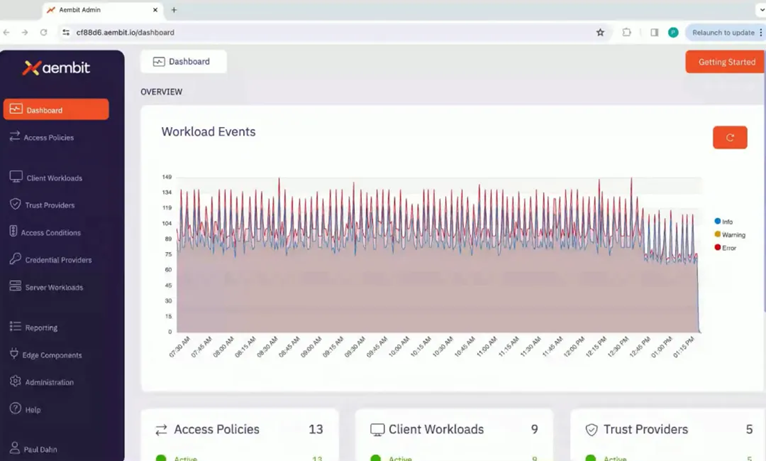 Aembit Admin
cf88d6.aembit.io/dashboard
Relaunch to update
aembit
Dashboard
Access Policies
Client Workloads
Trust Providers
Access Conditions
Credential Providers
Server Workloads
Reporting
Edge Components
Administration
Help
Paul Dahn
Dashboard
Getting Started
OVERVIEW
Workload Events
149
134
119
104
89
75
60
45
30
15
0
07:30 AM
07:45 AM
08:00 AM
08:15 AM
08:30 AM
08:45 AM
09:00 AM
09:15 AM
09:30 AM
09:45 AM
10:00 AM
10:15 AM
10:30 AM
10:45 AM
11:00 AM
11:15 AM
11:30 AM
11:45 AM
12:00 PM
12:15 PM
12:30 PM
12:45 PM
01:00 PM
01:15 PM
Info
Warning
Error
Access Policies 13
Active 13
Client Workloads 9
Active 9
Trust Providers 5
Active 5